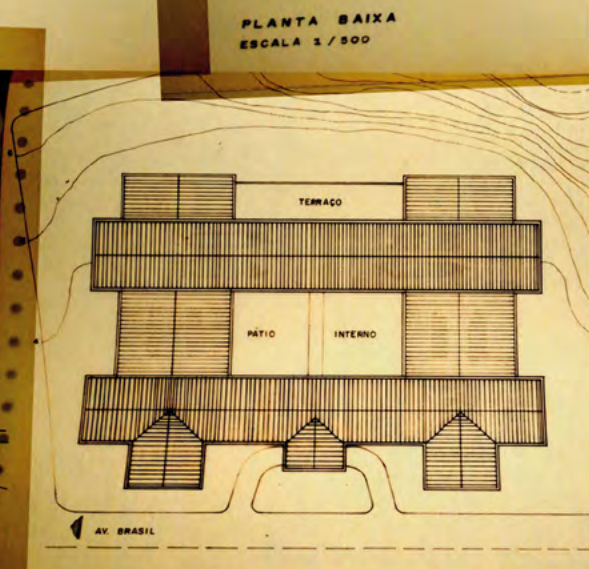 PLANTA BAIXA
ESCALA 1/500
TERRAÇO
PÁTIO INTERNO
AV. BRASIL